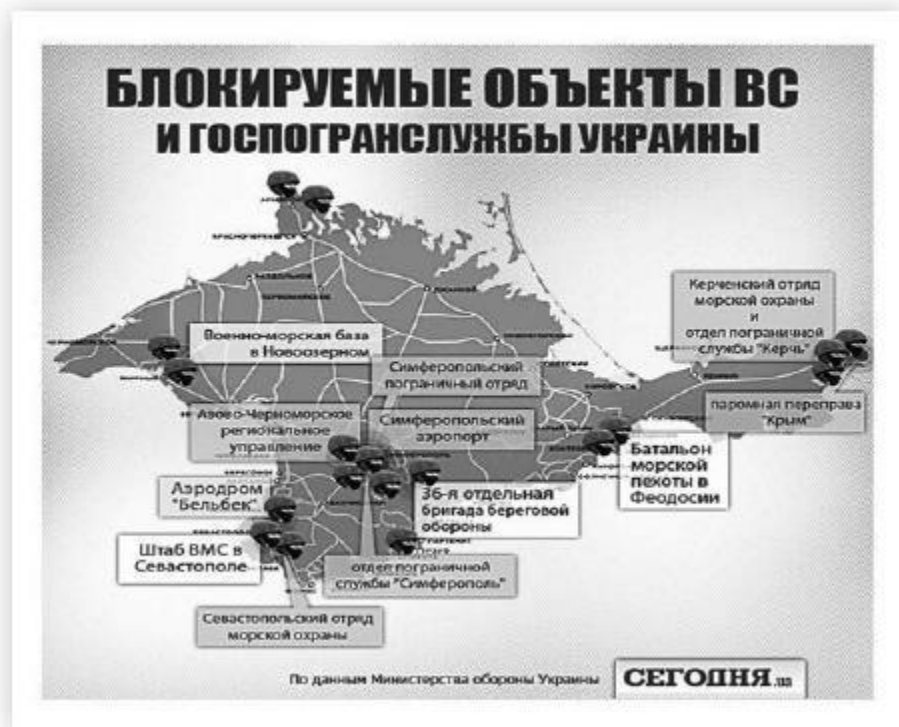 БЛОКИРУЕМЫЕ ОБЪЕКТЫ ВС
И ГОСПОГРАНСЛУЖБЫ УКРАИНЫ
Керченский отряд
морской охраны
и
отдел пограничной
службы "Керчь"
Военно-морская база
в Новоозерном
Симферопольский
пограничный отряд
паромная переправа
"Крым"
Азово-Черноморское
региональное
управление
Симферопольский
аэропорт
Батальон
морской
пехоты в
Феодосии
Аэродром
"Бельбек"
36-я отдельная
бригада береговой
обороны
Штаб ВМС в
Севастополе
отдел пограничной
службы "Симферополь"
Севастопольский отряд
морской охраны
По данным Министерства обороны Украины
СЕГОДНЯ.ua